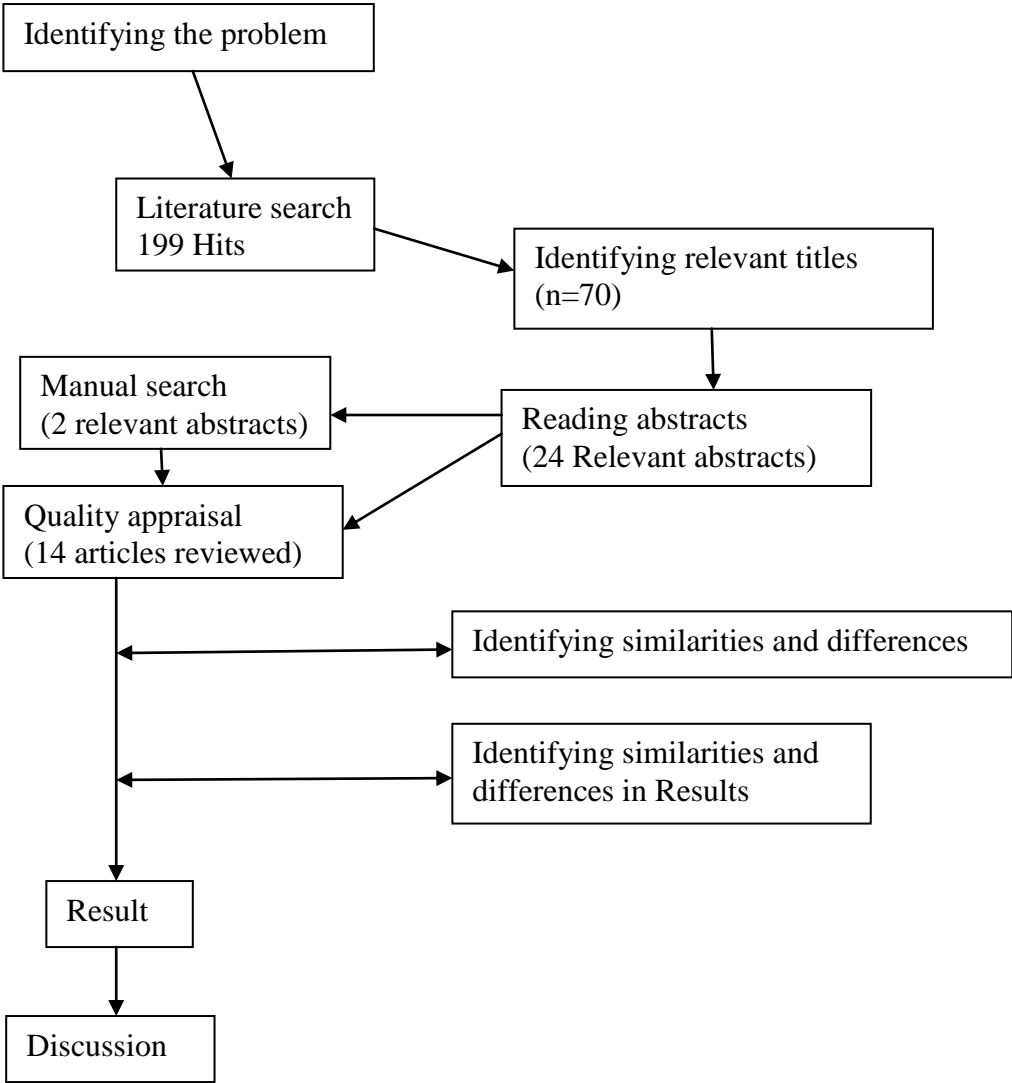 Identifying the problem
Literature search
199 Hits
Identifying relevant titles
(n=70)
Manual search
(2 relevant abstracts)
Reading abstracts
(24 Relevant abstracts)
Quality appraisal
(14 articles reviewed)
Identifying similarities and differences
Identifying similarities and
differences in Results
Result
Discussion